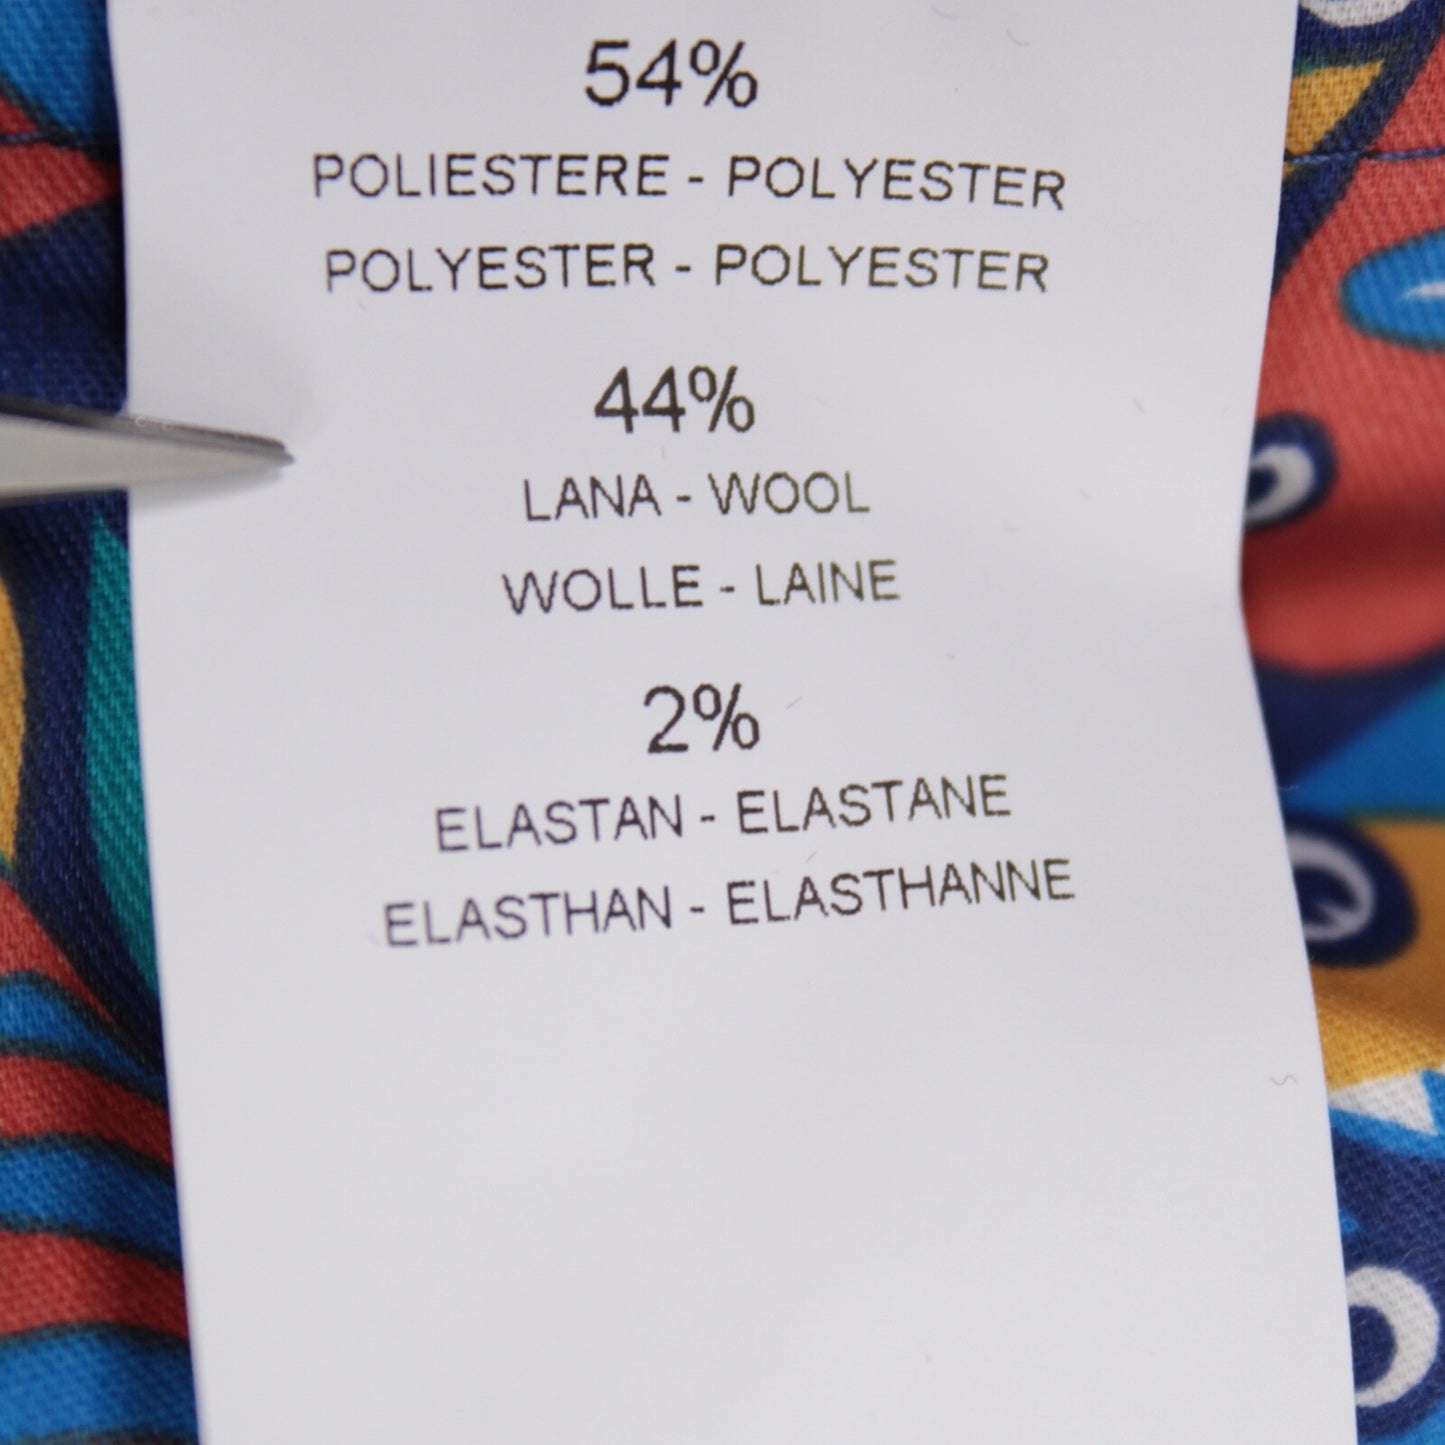 54%
POLIESTERE - POLYESTER
POLYESTER - POLYESTER
44%
LANA - WOOL
WOLLE - LAINE
2%
ELASTAN - ELASTANE
ELASTHAN - ELASTHANNE